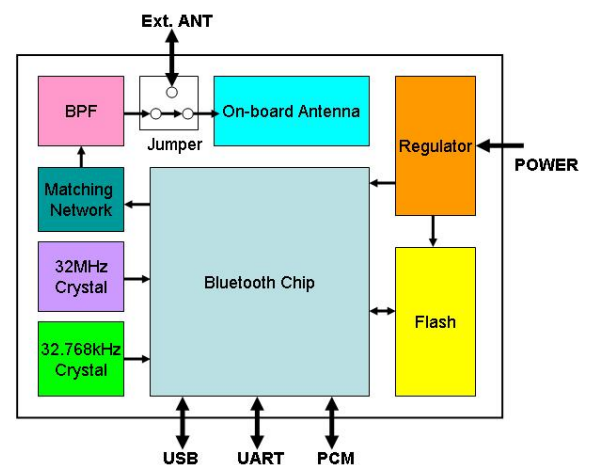 Ext. ANT
BPF
On-board Antenna
Jumper
Regulator
POWER
Matching
Network
32MHz
Crystal
Bluetooth Chip
Flash
32.768kHz
Crystal
USB
UART
PCM